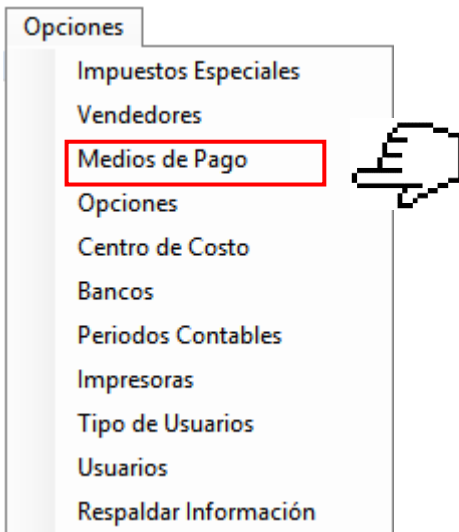 Opciones
Impuestos Especiales
Vendedores
Medios de Pago
Opciones
Centro de Costo
Bancos
Periodos Contables
Impresoras
Tipo de Usuarios
Usuarios
Respaldar Información